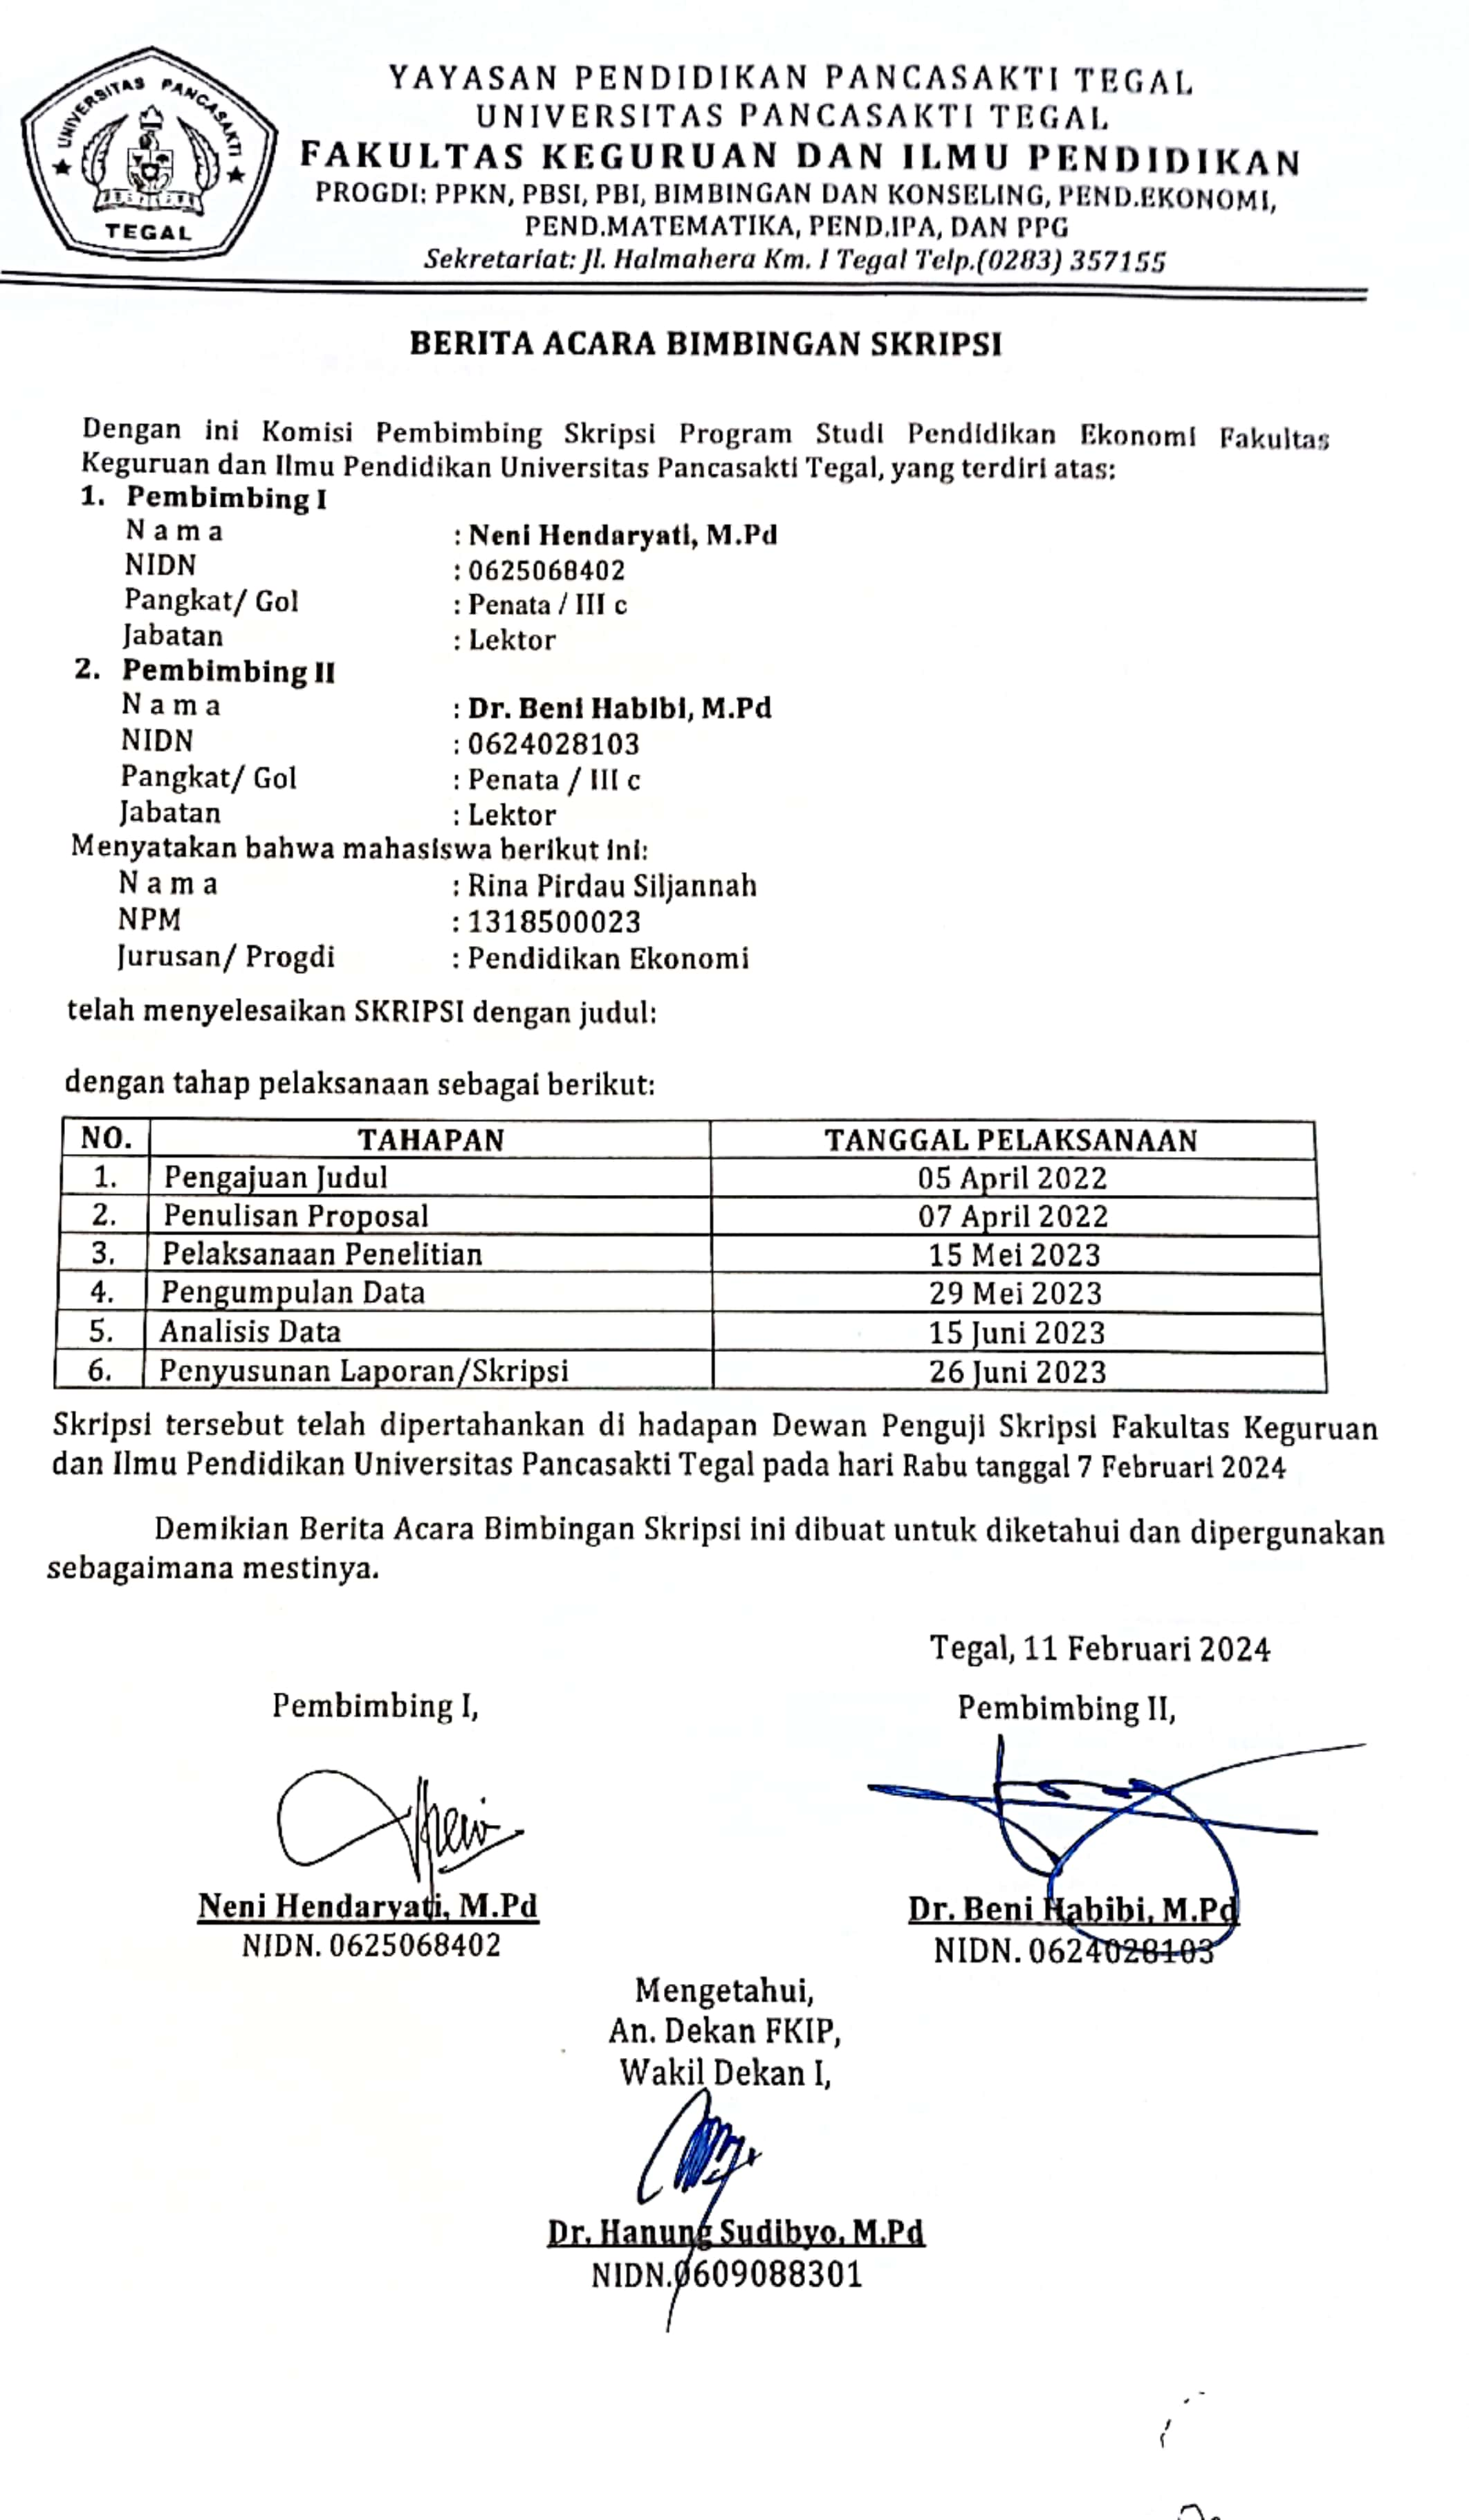 UNIVERSITAS PANCASAKTI
TEGAL
YAYASAN PENDIDIKAN PANCASAKTI TEGAL
UNIVERSITAS PANCASAKTI TEGAL
FAKULTAS KEGURUAN DAN ILMU PENDIDIKAN
PROGDI: PPKN, PBSI, PBI, BIMBINGAN DAN KONSELING, PEND.EKONOMI,
PEND.MATEMATIKA, PEND.IPA, DAN PPG
Sekretariat: Jl. Halmahera Km. 1 Tegal Telp.(0283) 357155
BERITA ACARA BIMBINGAN SKRIPSI
Dengan ini Komisi Pembimbing Skripsi Program Studi Pendidikan Ekonomi Fakultas
Keguruan dan Ilmu Pendidikan Universitas Pancasakti Tegal, yang terdiri atas:
1. Pembimbing I
N a m a : Neni Hendaryati, M.Pd
NIDN : 0625068402
Pangkat/ Gol : Penata / III c
Jabatan : Lektor
2. Pembimbing II
N a m a : Dr. Beni Habibi, M.Pd
NIDN : 0624028103
Pangkat/ Gol : Penata / III c
Jabatan : Lektor
Menyatakan bahwa mahasiswa berikut ini:
N a m a : Rina Pirdau Siljannah
NPM : 1318500023
Jurusan/ Progdi : Pendidikan Ekonomi
telah menyelesaikan SKRIPSI dengan judul:
dengan tahap pelaksanaan sebagai berikut:
NO. TAHAPAN TANGGAL PELAKSANAAN
1. Pengajuan Judul 05 April 2022
2. Penulisan Proposal 07 April 2022
3. Pelaksanaan Penelitian 15 Mei 2023
4. Pengumpulan Data 29 Mei 2023
5. Analisis Data 15 Juni 2023
6. Penyusunan Laporan/Skripsi 26 Juni 2023
Skripsi tersebut telah dipertahankan di hadapan Dewan Penguji Skripsi Fakultas Keguruan
dan Ilmu Pendidikan Universitas Pancasakti Tegal pada hari Rabu tanggal 7 Februari 2024
Demikian Berita Acara Bimbingan Skripsi ini dibuat untuk diketahui dan dipergunakan
sebagaimana mestinya.
Tegal, 11 Februari 2024
Pembimbing I, Pembimbing II,
Neni Hendaryati, M.Pd Dr. Beni Habibi, M.Pd
NIDN. 0625068402 NIDN. 0624028103
Mengetahui,
An. Dekan FKIP,
Wakil Dekan I,
Dr. Hanung Sudibyo, M.Pd
NIDN.0609088301